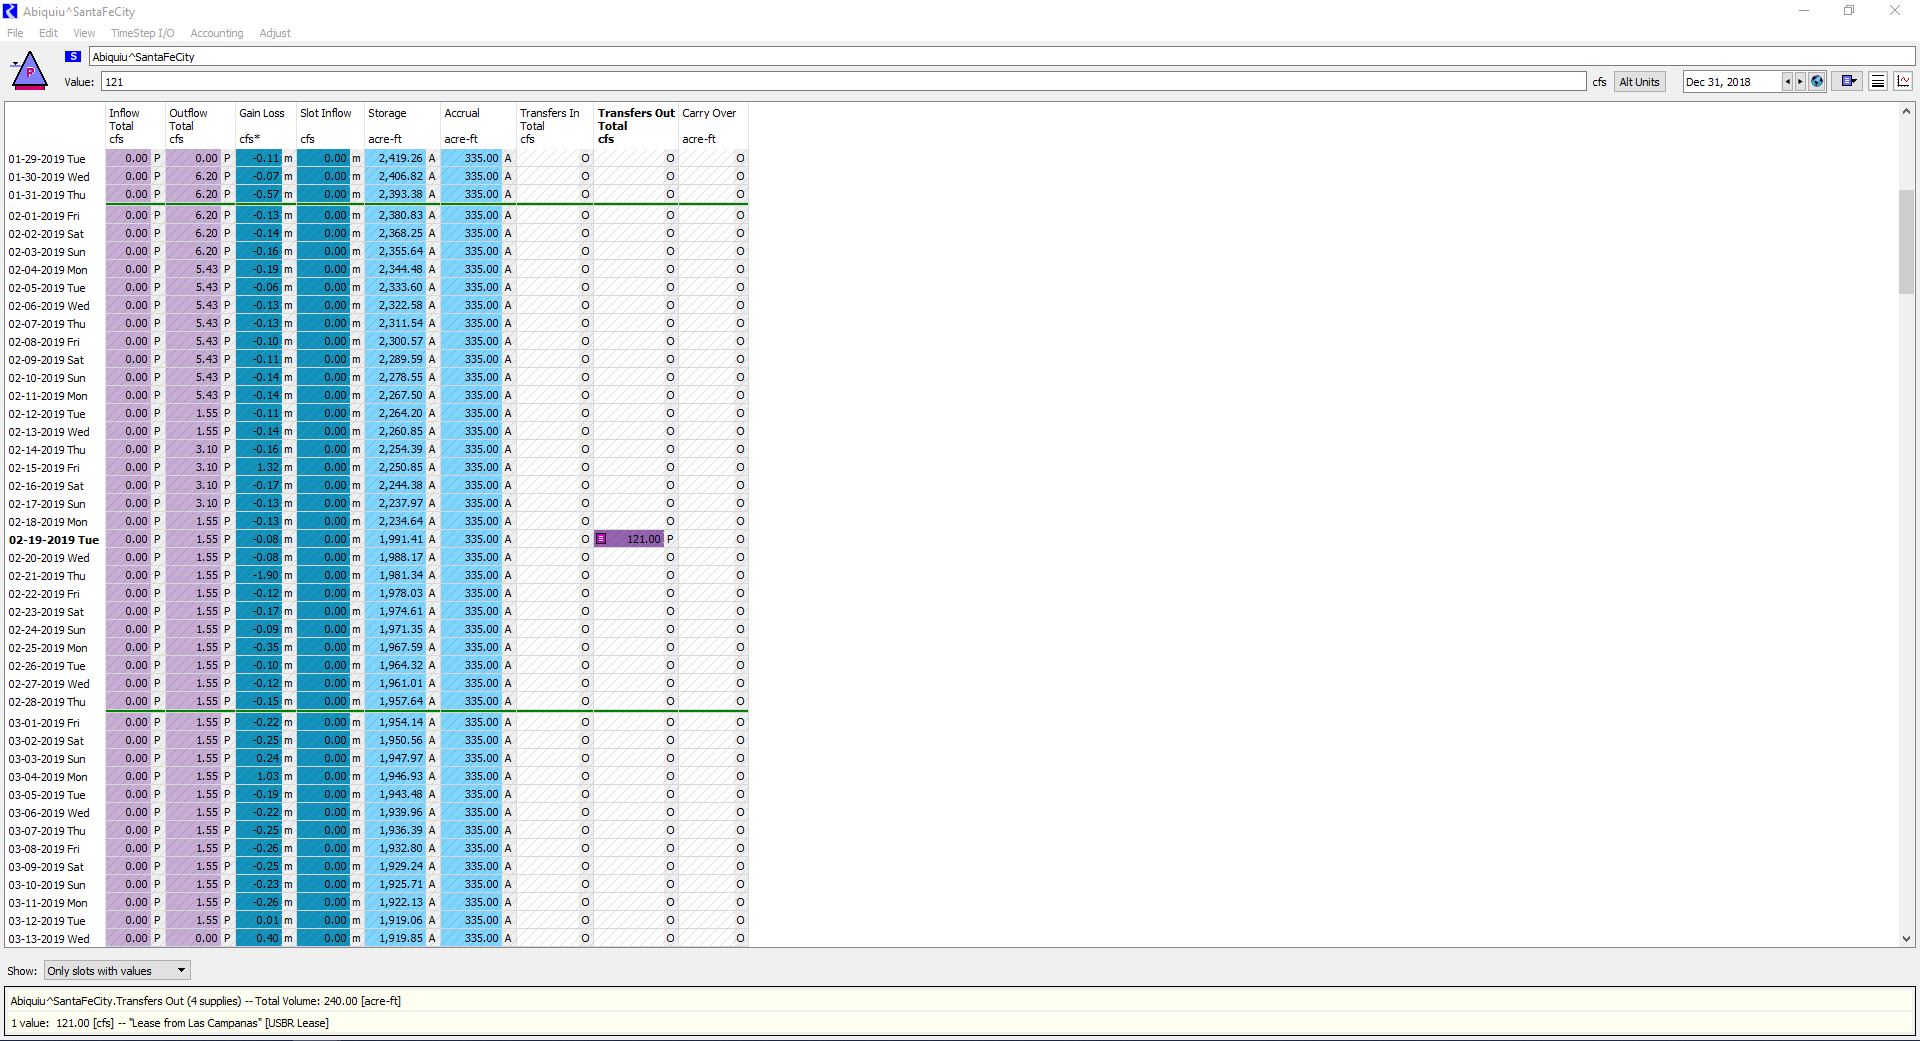 Abiquiu^SantaFeCity
File Edit View TimeStep I/O Accounting Adjust
S Abiquiu^SantaFeCity
P
Value: 121 cfs Alt Units Dec 31, 2018
Inflow Outflow Gain Loss Slot Inflow Storage Accrual Transfers In Transfers Out Carry Over
Total Total Total Total
cfs cfs cfs* cfs acre-ft acre-ft cfs cfs acre-ft
01-29-2019 Tue 0.00 P 0.00 P -0.11 m 0.00 m 2,419.26 A 335.00 A O O O
01-30-2019 Wed 0.00 P 6.20 P -0.07 m 0.00 m 2,406.82 A 335.00 A O O O
01-31-2019 Thu 0.00 P 6.20 P -0.57 m 0.00 m 2,393.38 A 335.00 A O O O
02-01-2019 Fri 0.00 P 6.20 P -0.13 m 0.00 m 2,380.83 A 335.00 A O O O
02-02-2019 Sat 0.00 P 6.20 P -0.14 m 0.00 m 2,368.25 A 335.00 A O O O
02-03-2019 Sun 0.00 P 6.20 P -0.16 m 0.00 m 2,355.64 A 335.00 A O O O
02-04-2019 Mon 0.00 P 5.43 P -0.19 m 0.00 m 2,344.48 A 335.00 A O O O
02-05-2019 Tue 0.00 P 5.43 P -0.06 m 0.00 m 2,333.60 A 335.00 A O O O
02-06-2019 Wed 0.00 P 5.43 P -0.13 m 0.00 m 2,322.58 A 335.00 A O O O
02-07-2019 Thu 0.00 P 5.43 P -0.13 m 0.00 m 2,311.54 A 335.00 A O O O
02-08-2019 Fri 0.00 P 5.43 P -0.10 m 0.00 m 2,300.57 A 335.00 A O O O
02-09-2019 Sat 0.00 P 5.43 P -0.11 m 0.00 m 2,289.59 A 335.00 A O O O
02-10-2019 Sun 0.00 P 5.43 P -0.14 m 0.00 m 2,278.55 A 335.00 A O O O
02-11-2019 Mon 0.00 P 5.43 P -0.14 m 0.00 m 2,267.50 A 335.00 A O O O
02-12-2019 Tue 0.00 P 1.55 P -0.11 m 0.00 m 2,264.20 A 335.00 A O O O
02-13-2019 Wed 0.00 P 1.55 P -0.14 m 0.00 m 2,260.85 A 335.00 A O O O
02-14-2019 Thu 0.00 P 3.10 P -0.16 m 0.00 m 2,254.39 A 335.00 A O O O
02-15-2019 Fri 0.00 P 3.10 P 1.32 m 0.00 m 2,250.85 A 335.00 A O O O
02-16-2019 Sat 0.00 P 3.10 P -0.17 m 0.00 m 2,244.38 A 335.00 A O O O
02-17-2019 Sun 0.00 P 3.10 P -0.13 m 0.00 m 2,237.97 A 335.00 A O O O
02-18-2019 Mon 0.00 P 1.55 P -0.13 m 0.00 m 2,234.64 A 335.00 A O O O
02-19-2019 Tue 0.00 P 1.55 P -0.08 m 0.00 m 1,991.41 A 335.00 A O 121.00 P O
02-20-2019 Wed 0.00 P 1.55 P -0.08 m 0.00 m 1,988.17 A 335.00 A O O O
02-21-2019 Thu 0.00 P 1.55 P -1.90 m 0.00 m 1,981.34 A 335.00 A O O O
02-22-2019 Fri 0.00 P 1.55 P -0.12 m 0.00 m 1,978.03 A 335.00 A O O O
02-23-2019 Sat 0.00 P 1.55 P -0.17 m 0.00 m 1,974.61 A 335.00 A O O O
02-24-2019 Sun 0.00 P 1.55 P -0.09 m 0.00 m 1,971.35 A 335.00 A O O O
02-25-2019 Mon 0.00 P 1.55 P -0.35 m 0.00 m 1,967.59 A 335.00 A O O O
02-26-2019 Tue 0.00 P 1.55 P -0.10 m 0.00 m 1,964.32 A 335.00 A O O O
02-27-2019 Wed 0.00 P 1.55 P -0.12 m 0.00 m 1,961.01 A 335.00 A O O O
02-28-2019 Thu 0.00 P 1.55 P -0.15 m 0.00 m 1,957.64 A 335.00 A O O O
03-01-2019 Fri 0.00 P 1.55 P -0.22 m 0.00 m 1,954.14 A 335.00 A O O O
03-02-2019 Sat 0.00 P 1.55 P -0.25 m 0.00 m 1,950.56 A 335.00 A O O O
03-03-2019 Sun 0.00 P 1.55 P 0.24 m 0.00 m 1,947.97 A 335.00 A O O O
03-04-2019 Mon 0.00 P 1.55 P 1.03 m 0.00 m 1,946.93 A 335.00 A O O O
03-05-2019 Tue 0.00 P 1.55 P -0.19 m 0.00 m 1,943.48 A 335.00 A O O O
03-06-2019 Wed 0.00 P 1.55 P -0.22 m 0.00 m 1,939.96 A 335.00 A O O O
03-07-2019 Thu 0.00 P 1.55 P -0.25 m 0.00 m 1,936.39 A 335.00 A O O O
03-08-2019 Fri 0.00 P 1.55 P -0.26 m 0.00 m 1,932.80 A 335.00 A O O O
03-09-2019 Sat 0.00 P 1.55 P -0.25 m 0.00 m 1,929.24 A 335.00 A O O O
03-10-2019 Sun 0.00 P 1.55 P -0.23 m 0.00 m 1,925.71 A 335.00 A O O O
03-11-2019 Mon 0.00 P 1.55 P -0.26 m 0.00 m 1,922.13 A 335.00 A O O O
03-12-2019 Tue 0.00 P 1.55 P 0.01 m 0.00 m 1,919.06 A 335.00 A O O O
03-13-2019 Wed 0.00 P 0.00 P 0.40 m 0.00 m 1,919.85 A 335.00 A O O O
Show: Only slots with values
Abiquiu^SantaFeCity.Transfers Out (4 supplies) -- Total Volume: 240.00 [acre-ft]
1 value: 121.00 [cfs] -- "Lease from Las Campanas" [USBR Lease]